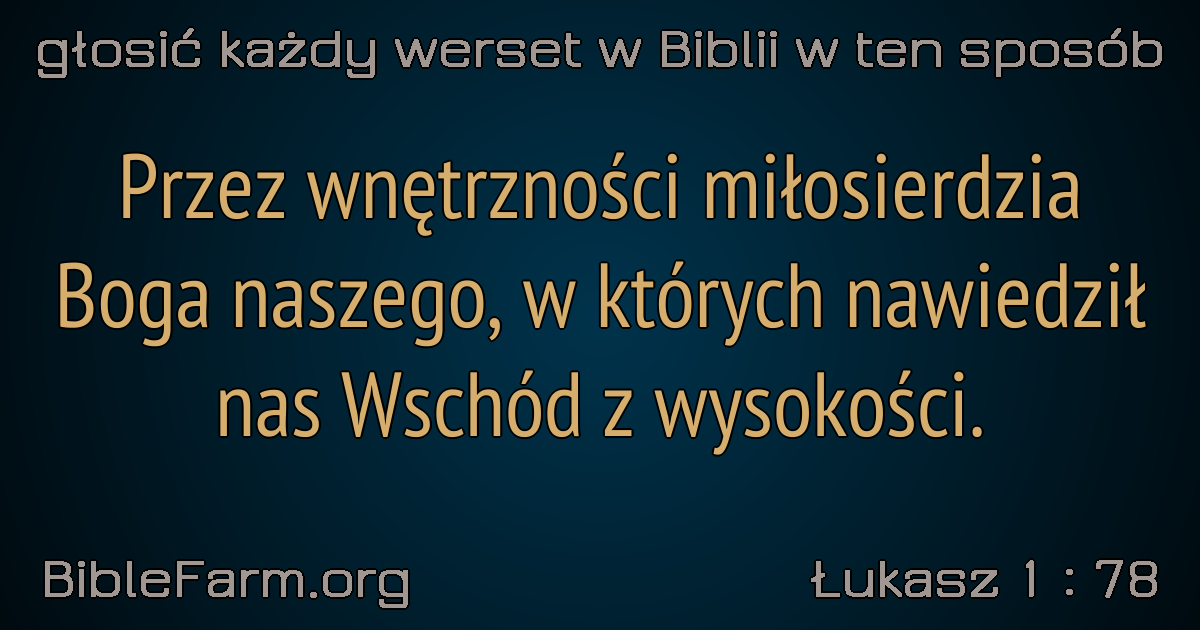 głosić każdy werset w Biblii w ten sposób
Przez wnętrzności miłosierdzia
Boga naszego, w których nawiedził
nas Wschód z wysokości.
BibleFarm.org
Łukasz 1 : 78